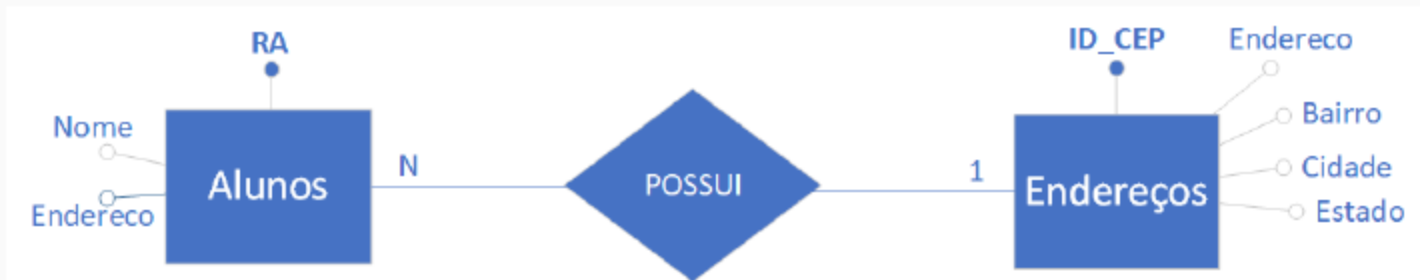 RA
Nome
Endereco
Alunos
N
POSSUI
1
ID_CEP
Endereco
Bairro
Cidade
Estado
Endereços